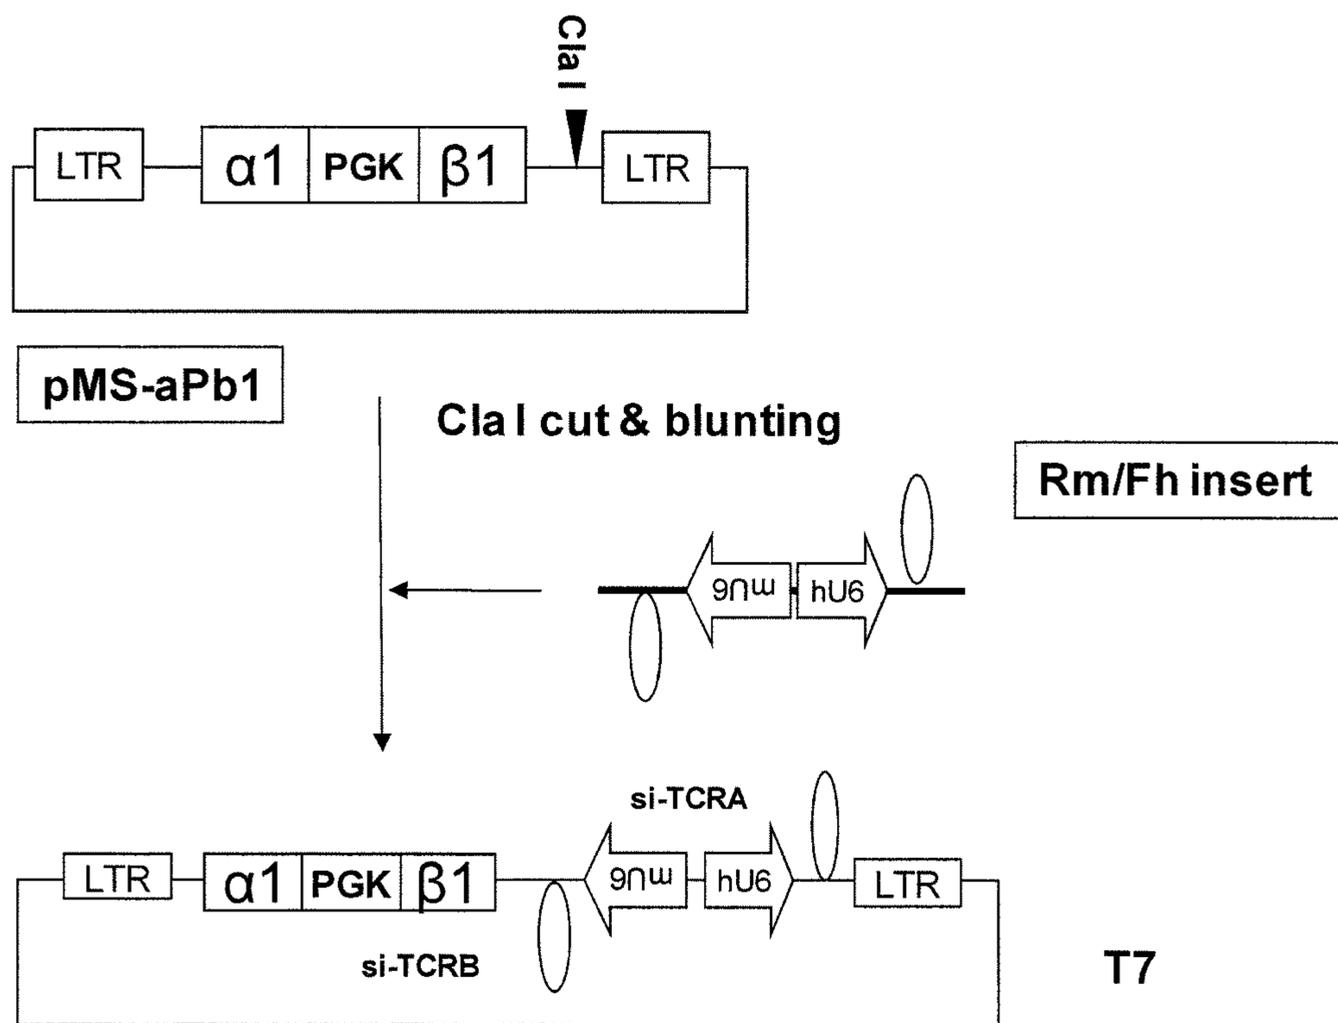 Cla I
LTR α1 PGK β1 LTR
pMS-aPb1
Cla I cut & blunting
Rm/Fh insert
mU6 hU6
si-TCRA
LTR α1 PGK β1 mU6 hU6 LTR
si-TCRB
T7